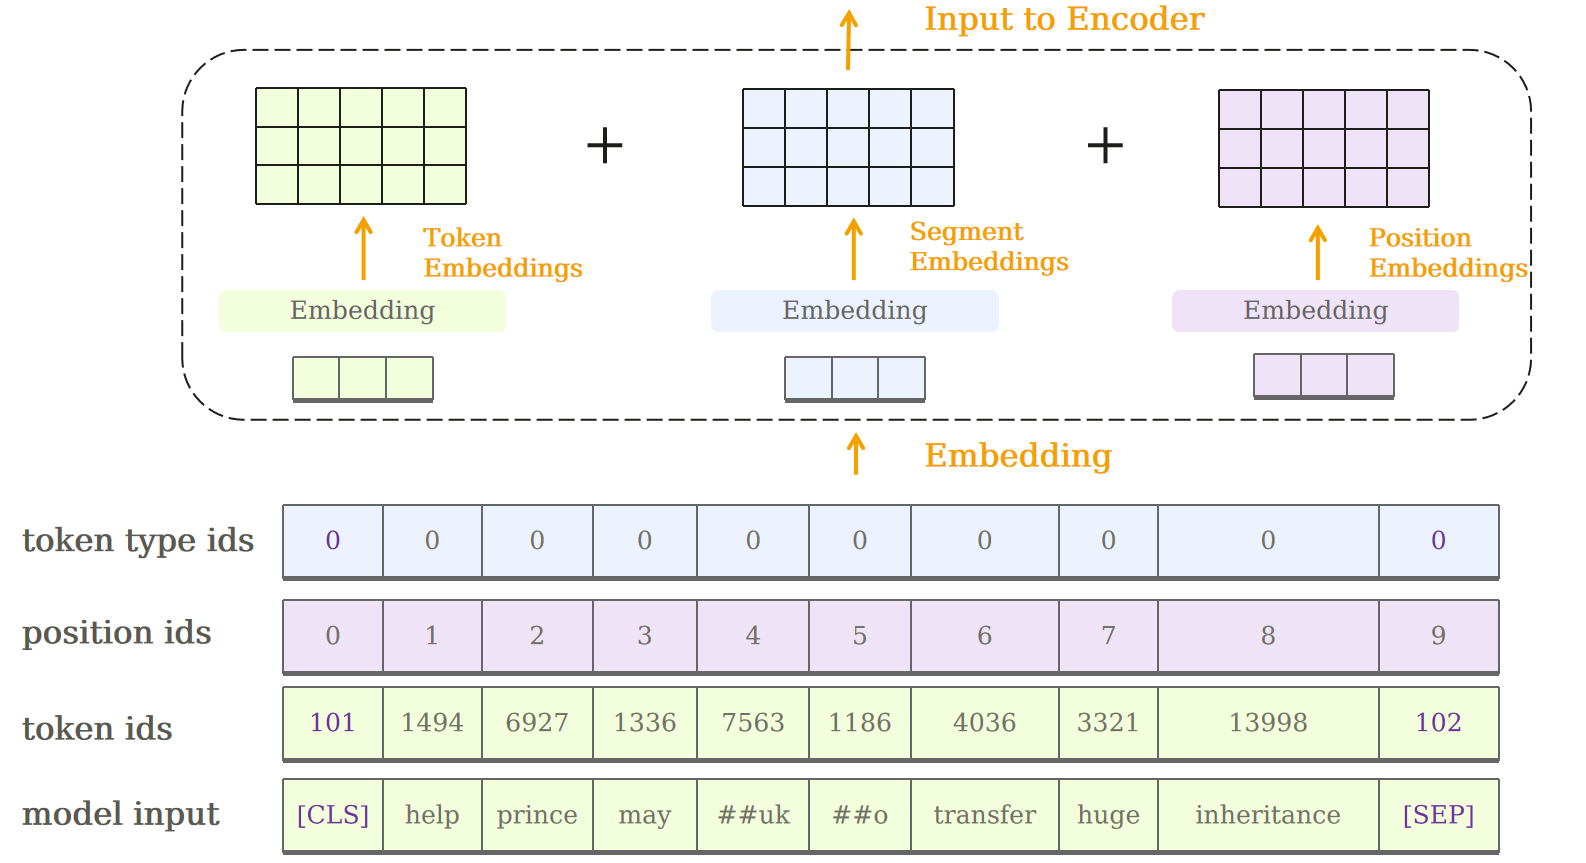 Input to Encoder
+
+
Token
Embeddings
Segment
Embeddings
Position
Embeddings
Embedding
Embedding
Embedding
Embedding
token type ids 0 0 0 0 0 0 0 0 0 0
position ids 0 1 2 3 4 5 6 7 8 9
token ids 101 1494 6927 1336 7563 1186 4036 3321 13998 102
model input [CLS] help prince may ##uk ##o transfer huge inheritance [SEP]